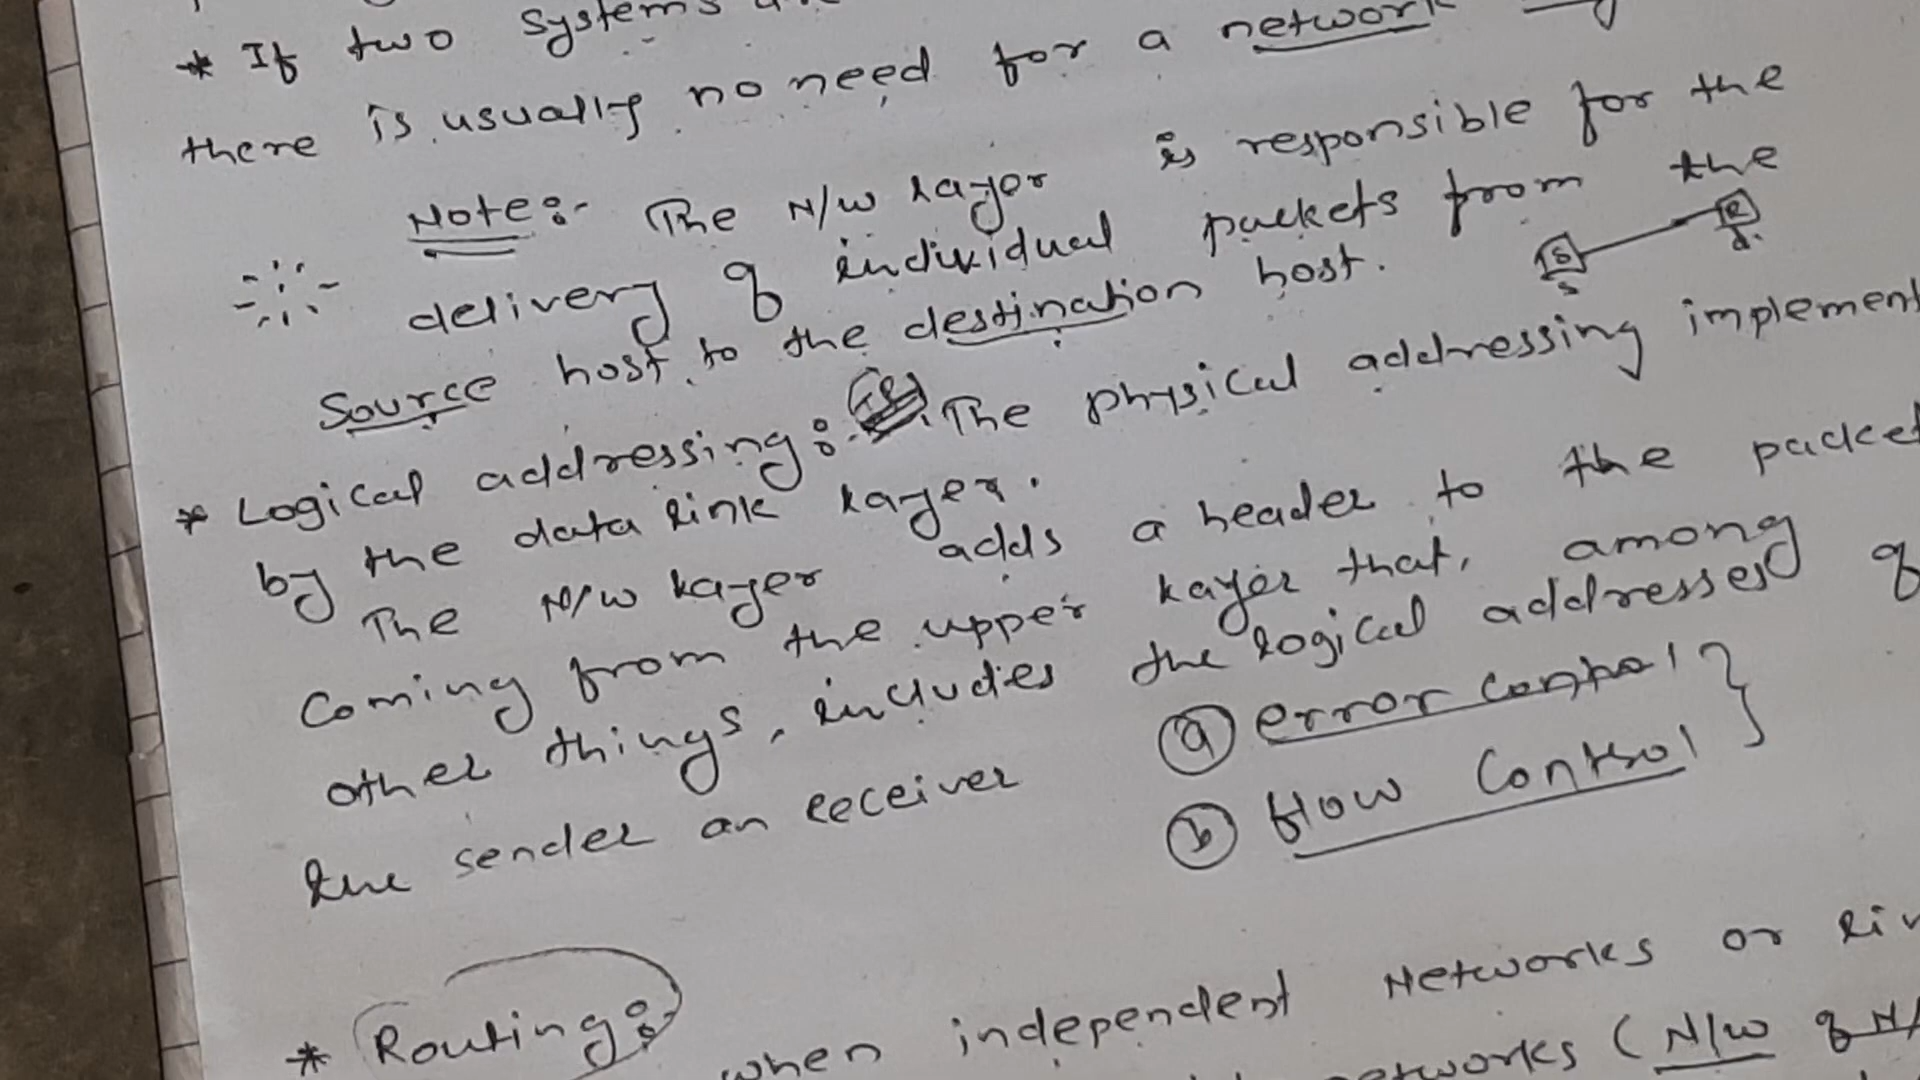 * If two systems
there is usually no need for a network
Note:- The N/w layer is responsible for the
delivery of individual packets from the
Source host to the destination host.
S R
s d.
* Logical addressing:- The physical addressing implement
by the data link layer.
The N/w layer adds a header to the packet
Coming from the upper layer that, among
other things, includes the logical addresses of
the sender an receiver
(a) error control }
(b) flow Control
* Routing:-
when independent Networks or
(N/w of N/